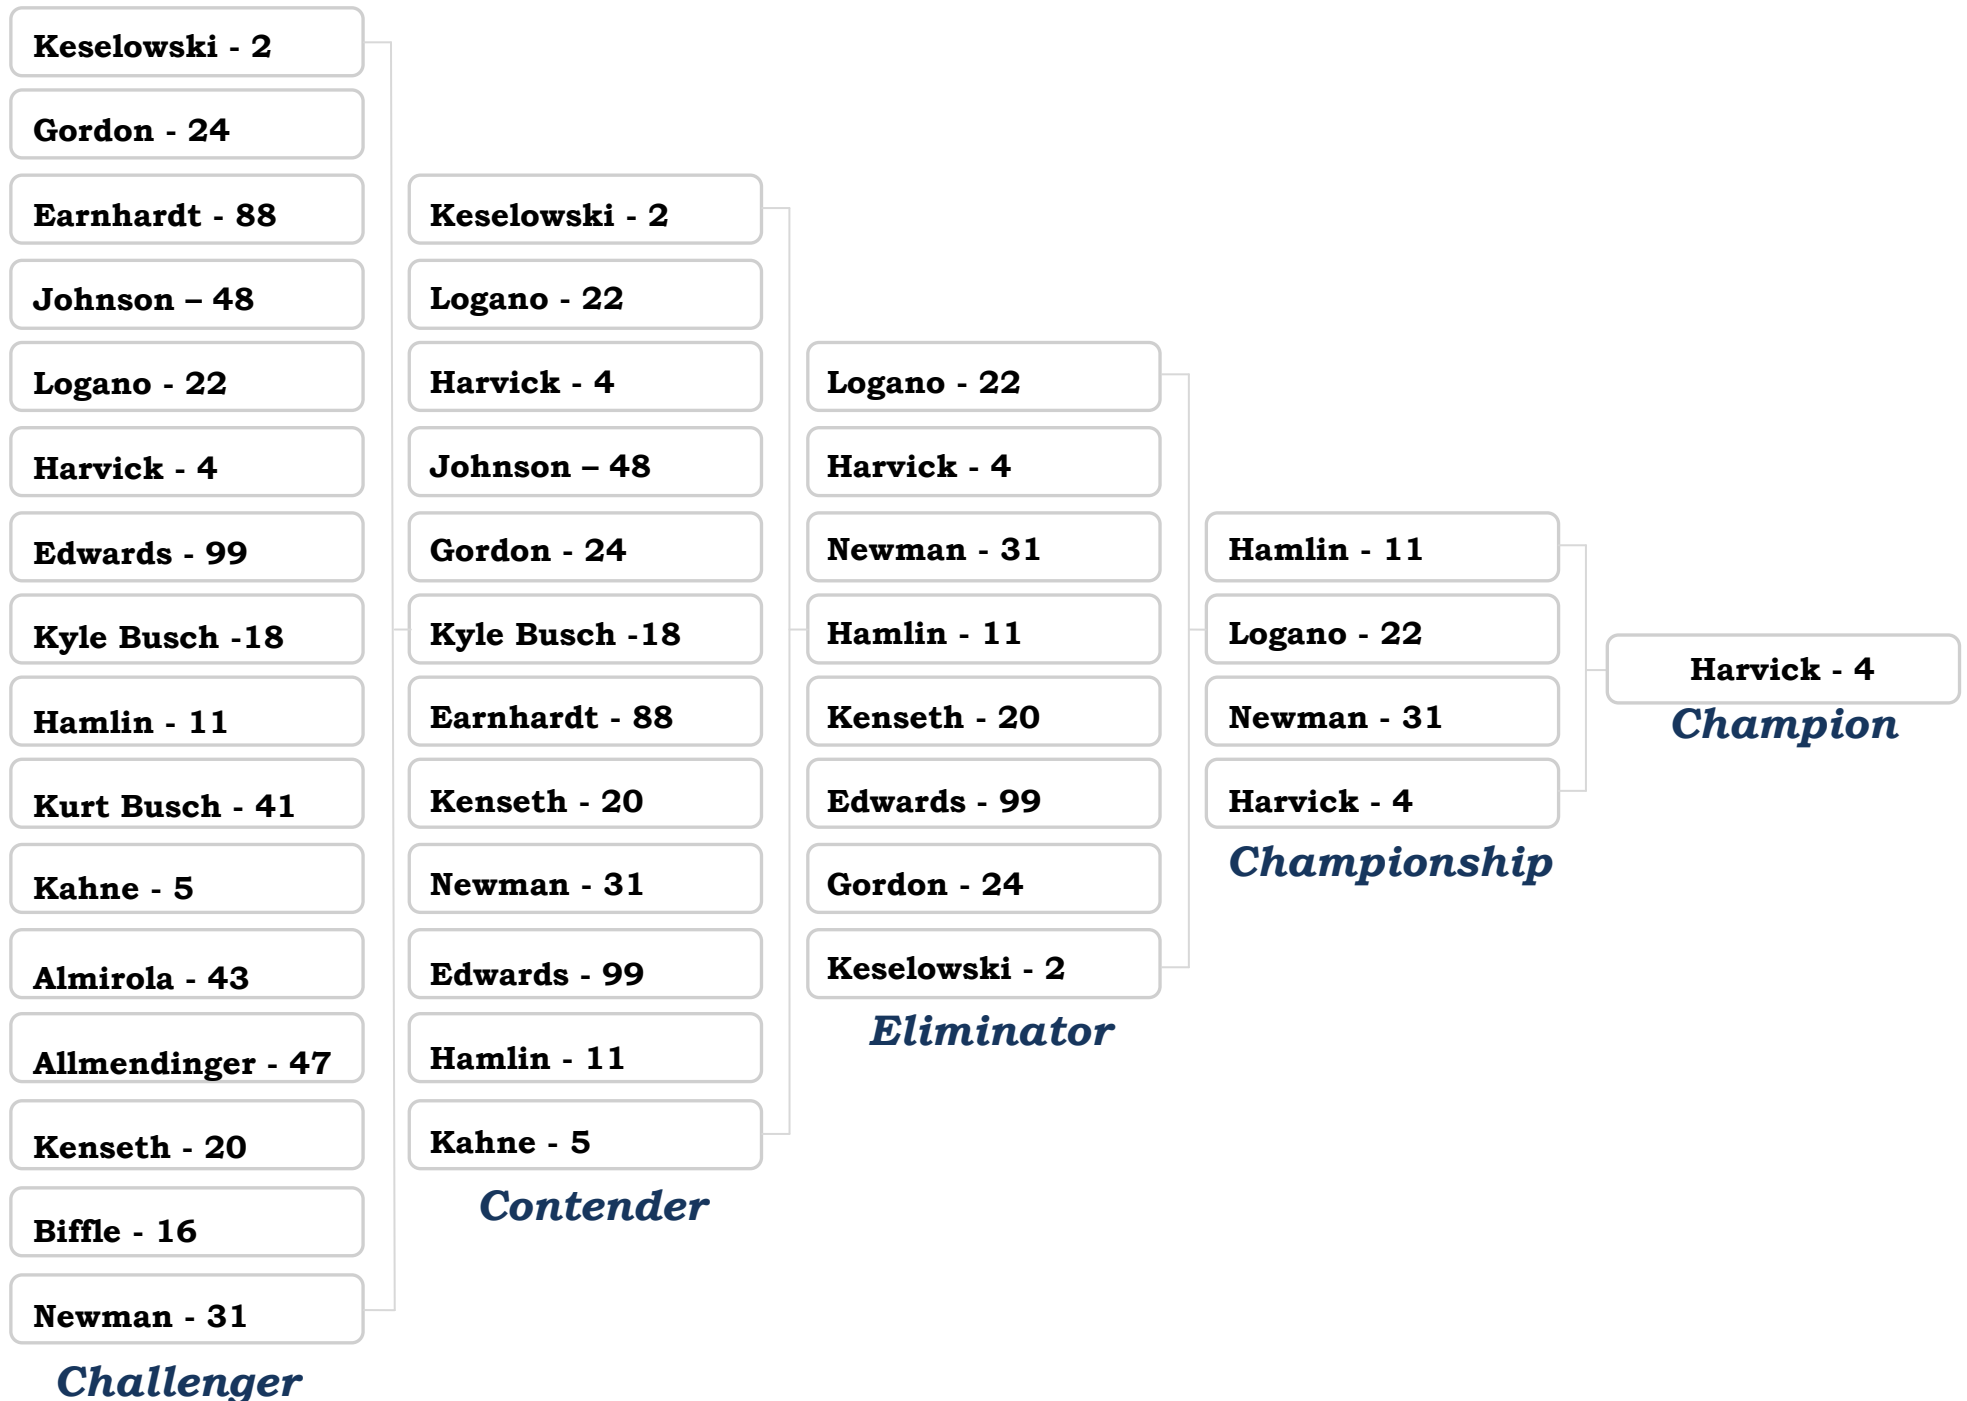 Keselowski - 2
Gordon - 24
Earnhardt - 88
Johnson – 48
Logano - 22
Harvick - 4
Edwards - 99
Kyle Busch -18
Hamlin - 11
Kurt Busch - 41
Kahne - 5
Almirola - 43
Allmendinger - 47
Kenseth - 20
Biffle - 16
Newman - 31
Challenger
Keselowski - 2
Logano - 22
Harvick - 4
Johnson – 48
Gordon - 24
Kyle Busch -18
Earnhardt - 88
Kenseth - 20
Newman - 31
Edwards - 99
Hamlin - 11
Kahne - 5
Contender
Logano - 22
Harvick - 4
Newman - 31
Hamlin - 11
Kenseth - 20
Edwards - 99
Gordon - 24
Keselowski - 2
Eliminator
Hamlin - 11
Logano - 22
Newman - 31
Harvick - 4
Championship
Harvick - 4
Champion